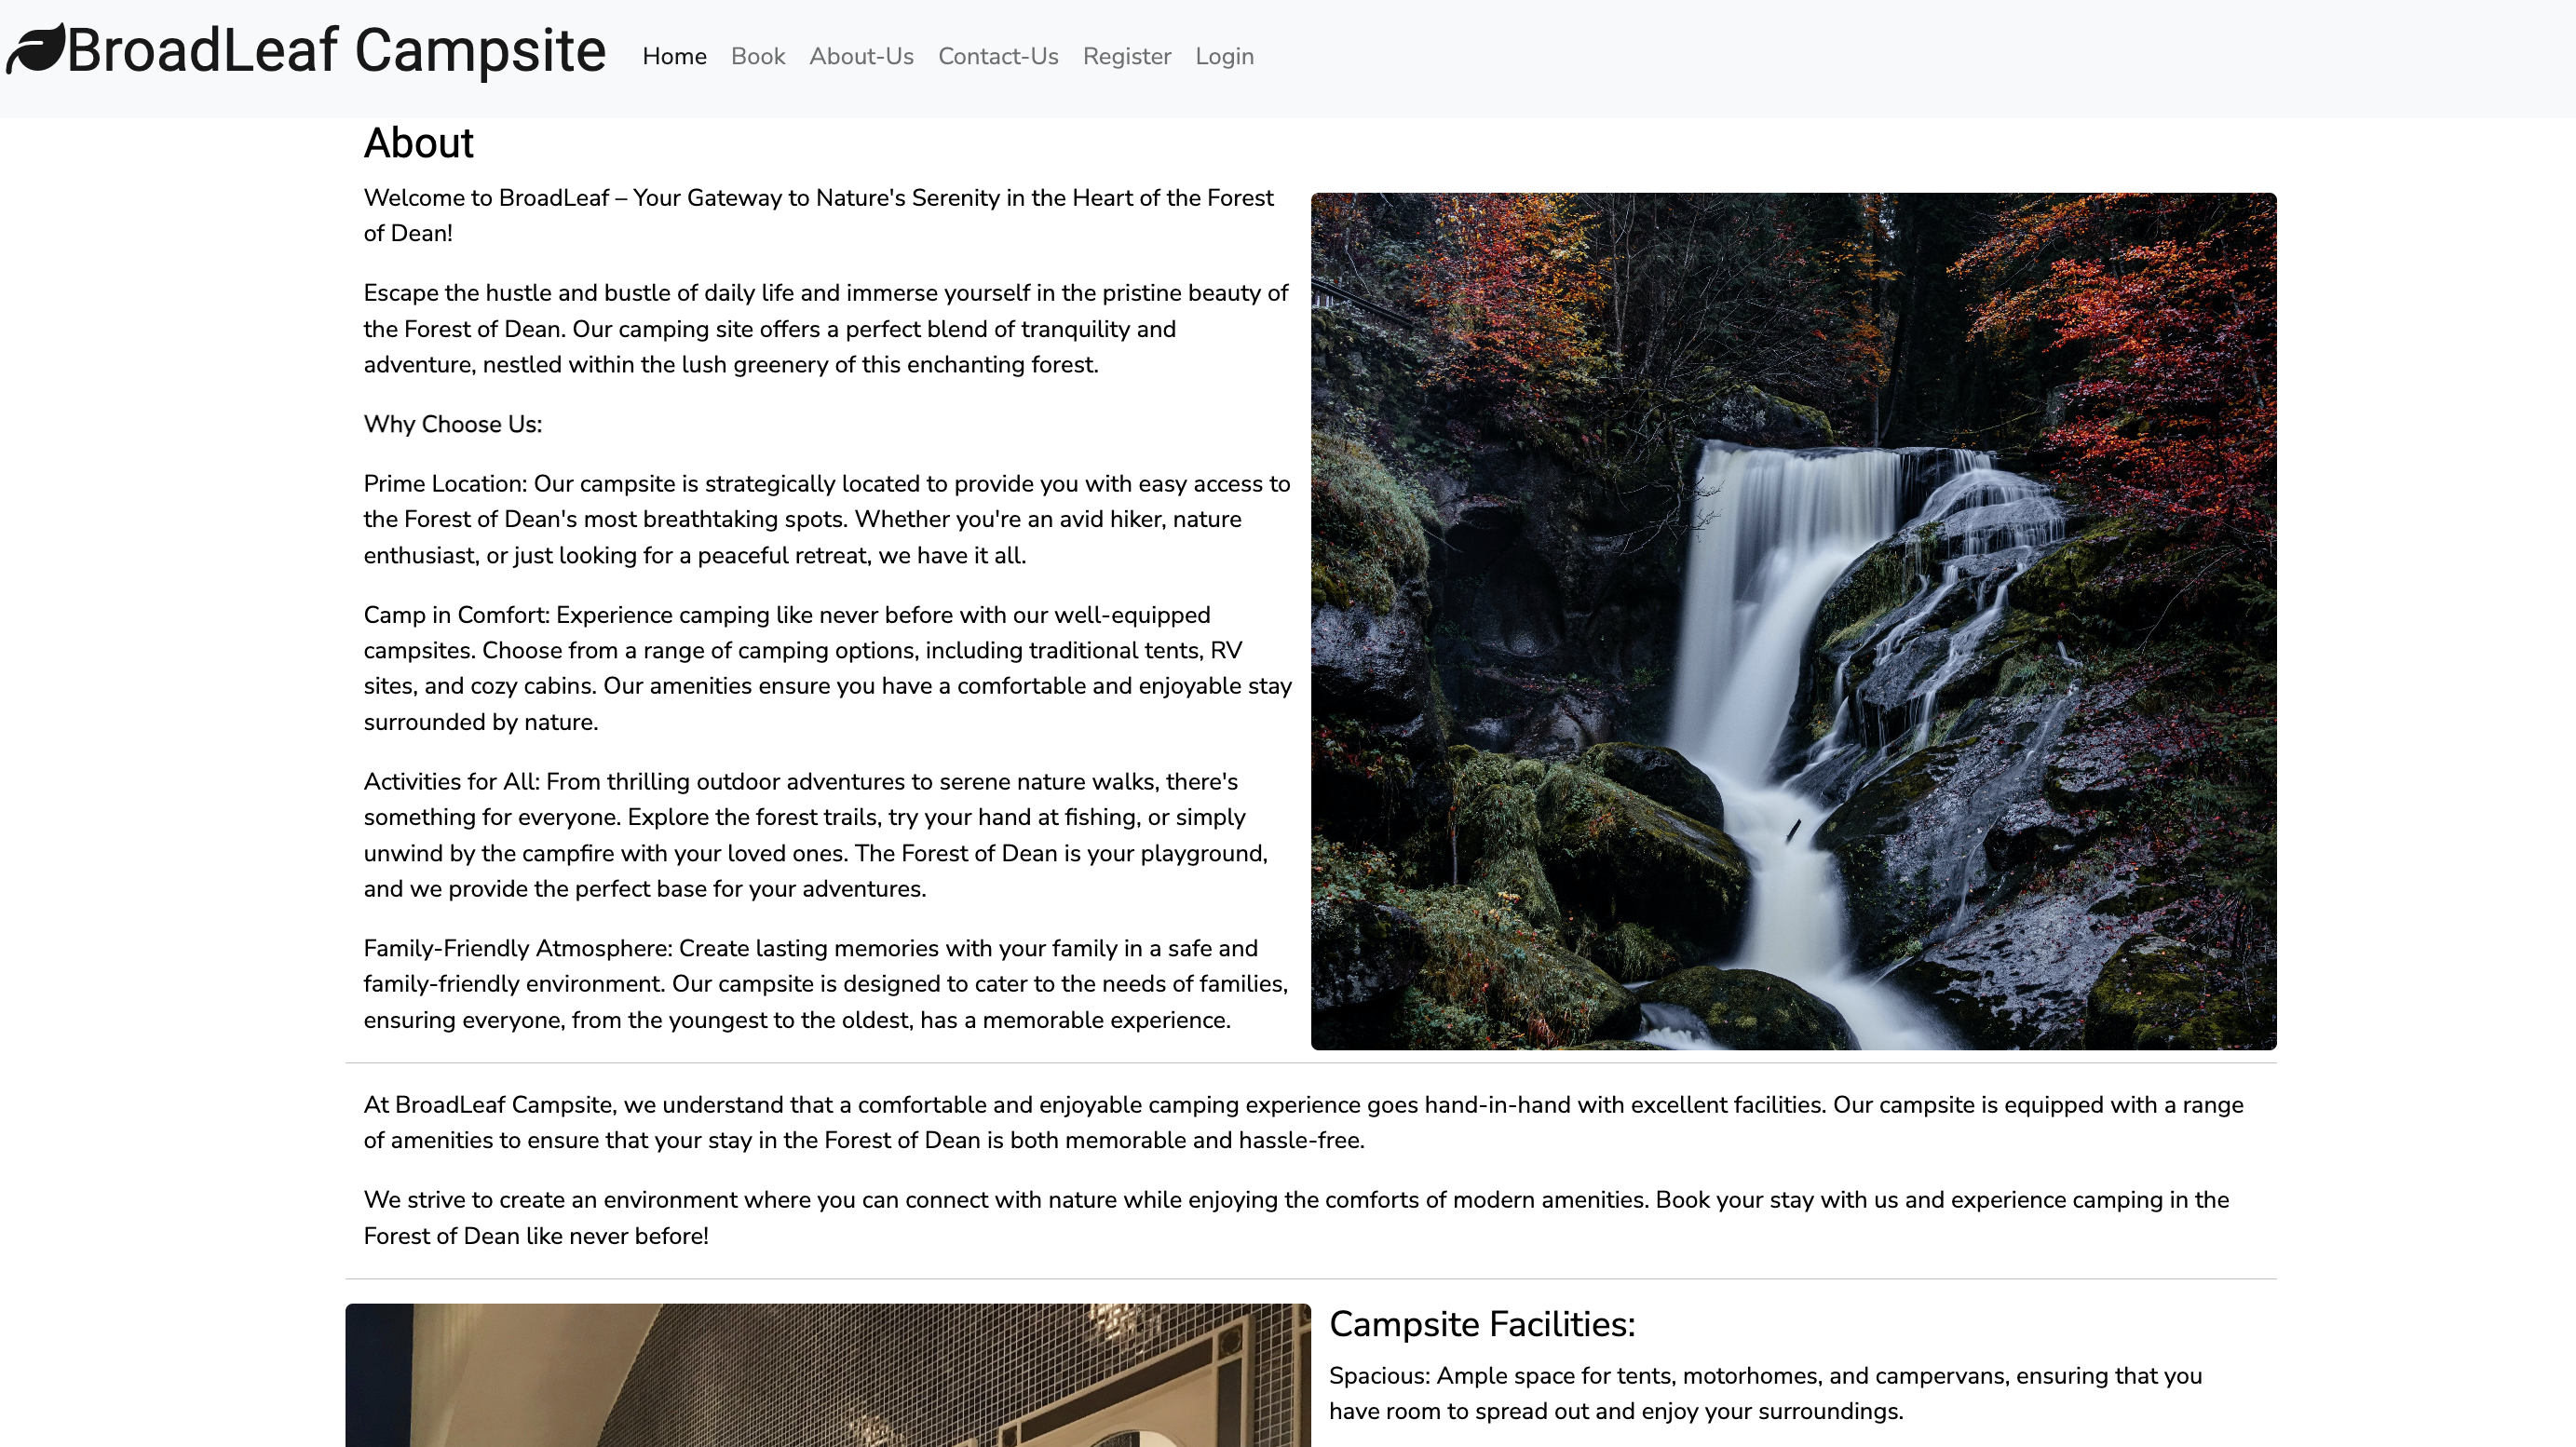 BroadLeaf Campsite
Home Book About-Us Contact-Us Register Login
About
Welcome to BroadLeaf – Your Gateway to Nature's Serenity in the Heart of the Forest
of Dean!
Escape the hustle and bustle of daily life and immerse yourself in the pristine beauty of
the Forest of Dean. Our camping site offers a perfect blend of tranquility and
adventure, nestled within the lush greenery of this enchanting forest.
Why Choose Us:
Prime Location: Our campsite is strategically located to provide you with easy access to
the Forest of Dean's most breathtaking spots. Whether you're an avid hiker, nature
enthusiast, or just looking for a peaceful retreat, we have it all.
Camp in Comfort: Experience camping like never before with our well-equipped
campsites. Choose from a range of camping options, including traditional tents, RV
sites, and cozy cabins. Our amenities ensure you have a comfortable and enjoyable stay
surrounded by nature.
Activities for All: From thrilling outdoor adventures to serene nature walks, there's
something for everyone. Explore the forest trails, try your hand at fishing, or simply
unwind by the campfire with your loved ones. The Forest of Dean is your playground,
and we provide the perfect base for your adventures.
Family-Friendly Atmosphere: Create lasting memories with your family in a safe and
family-friendly environment. Our campsite is designed to cater to the needs of families,
ensuring everyone, from the youngest to the oldest, has a memorable experience.
At BroadLeaf Campsite, we understand that a comfortable and enjoyable camping experience goes hand-in-hand with excellent facilities. Our campsite is equipped with a range
of amenities to ensure that your stay in the Forest of Dean is both memorable and hassle-free.
We strive to create an environment where you can connect with nature while enjoying the comforts of modern amenities. Book your stay with us and experience camping in the
Forest of Dean like never before!
Campsite Facilities:
Spacious: Ample space for tents, motorhomes, and campervans, ensuring that you
have room to spread out and enjoy your surroundings.